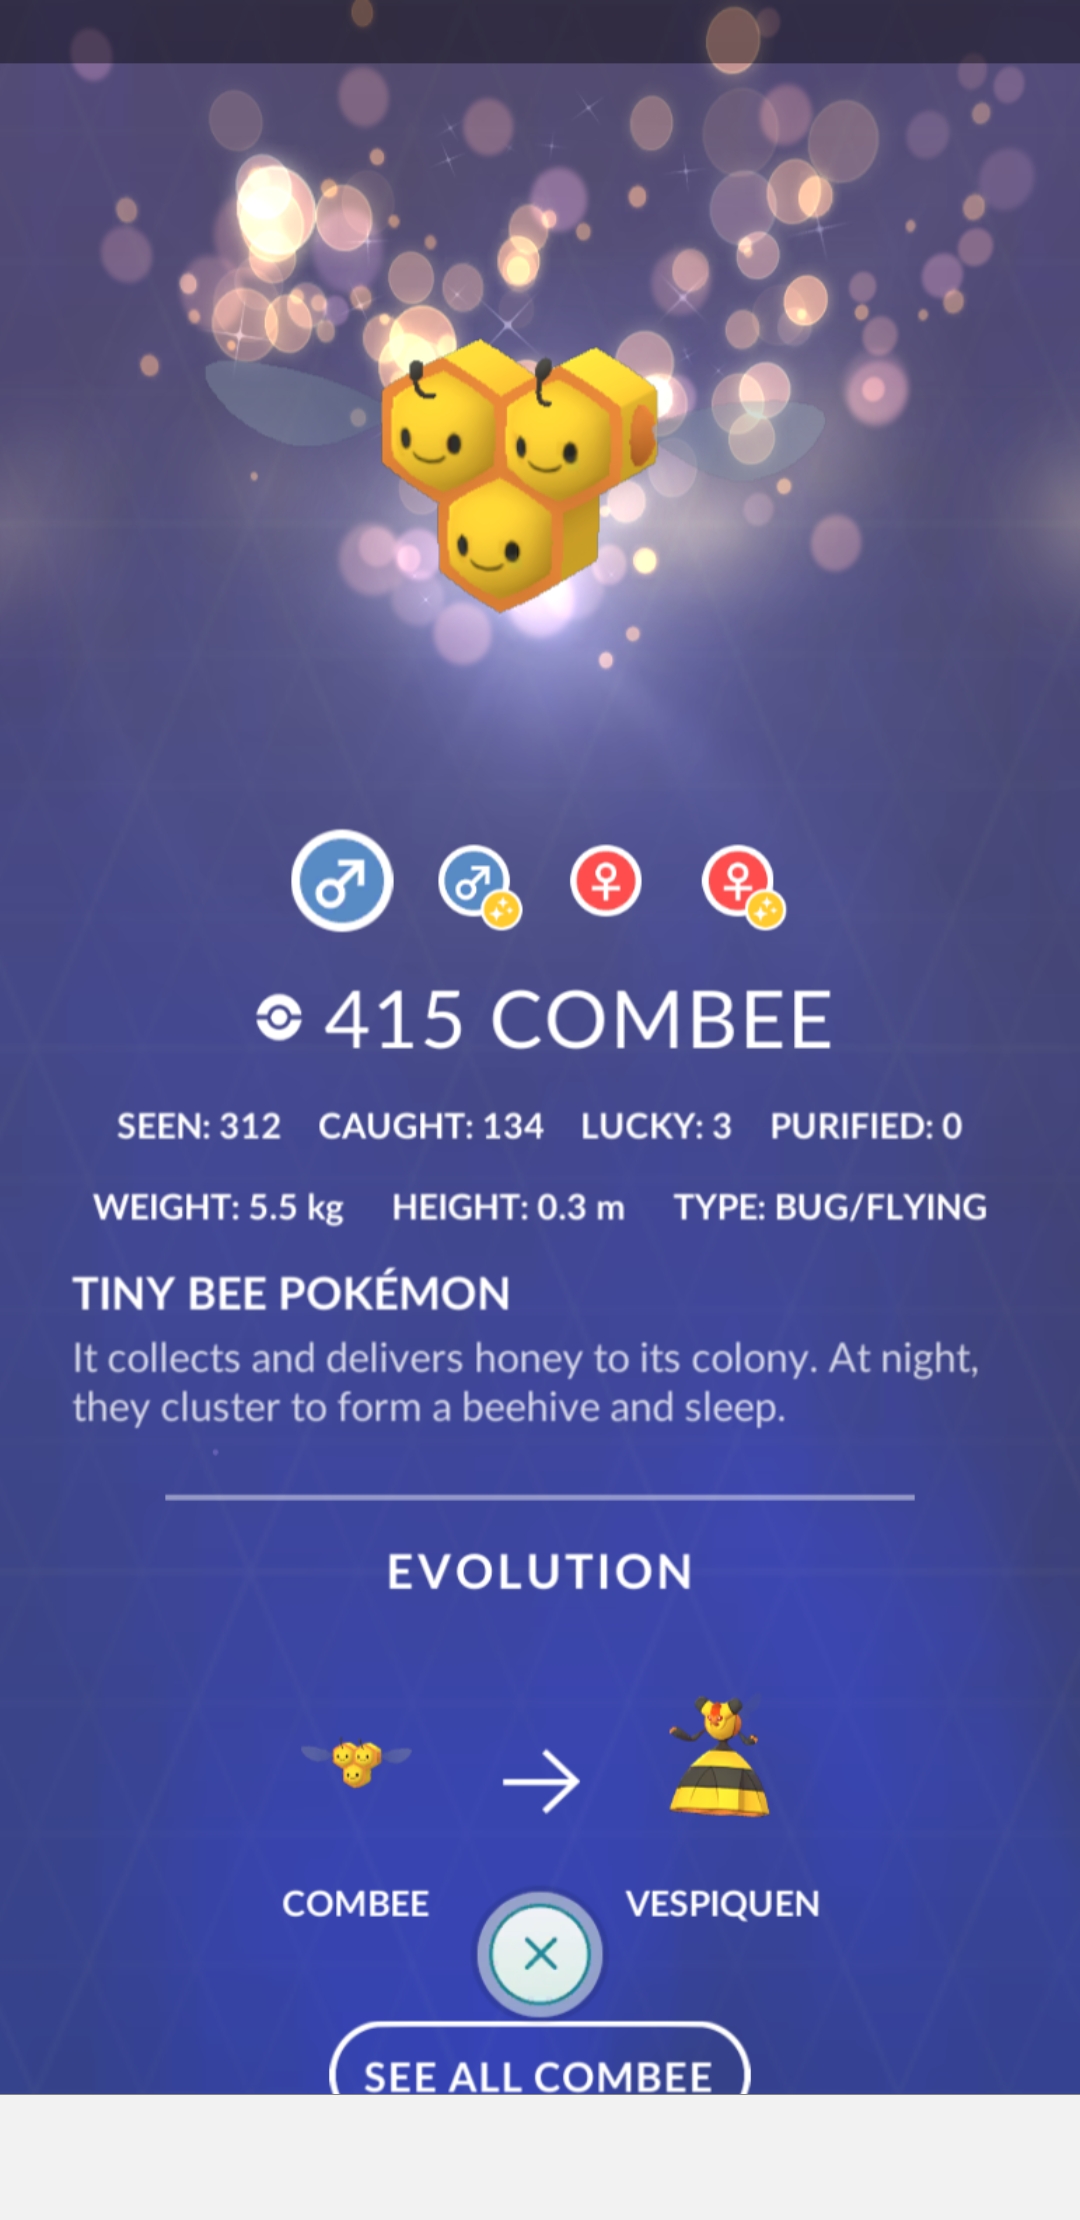 415 COMBEE
SEEN: 312 CAUGHT: 134 LUCKY: 3 PURIFIED: 0
WEIGHT: 5.5 kg HEIGHT: 0.3 m TYPE: BUG/FLYING
TINY BEE POKÉMON
It collects and delivers honey to its colony. At night,
they cluster to form a beehive and sleep.
EVOLUTION
COMBEE VESPIQUEN
SEE ALL COMBEE